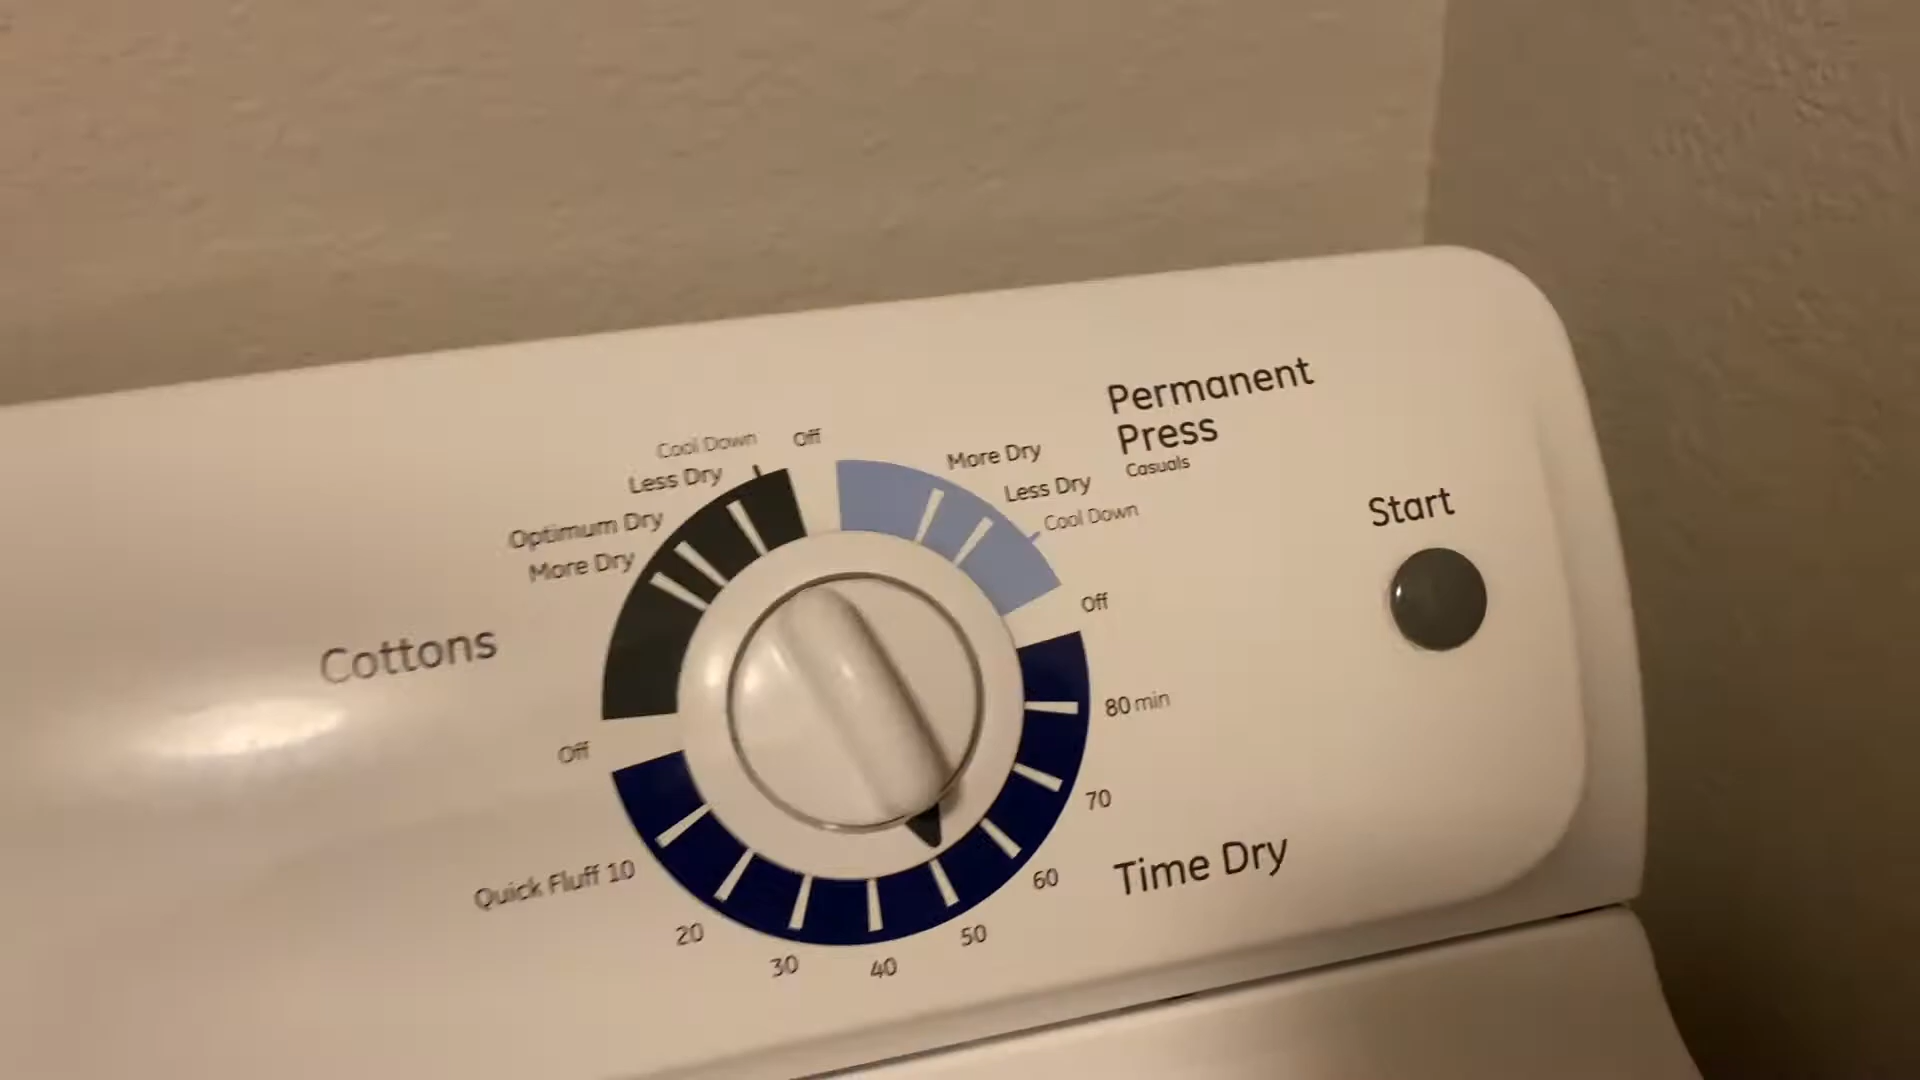 Permanent
Press
Casuals
Cool Down
Off
Less Dry
Optimum Dry
More Dry
More Dry
Less Dry
Cool Down
Off
Start
Cottons
Off
80 min
70
60
50
40
30
20
Quick Fluff 10
Time Dry